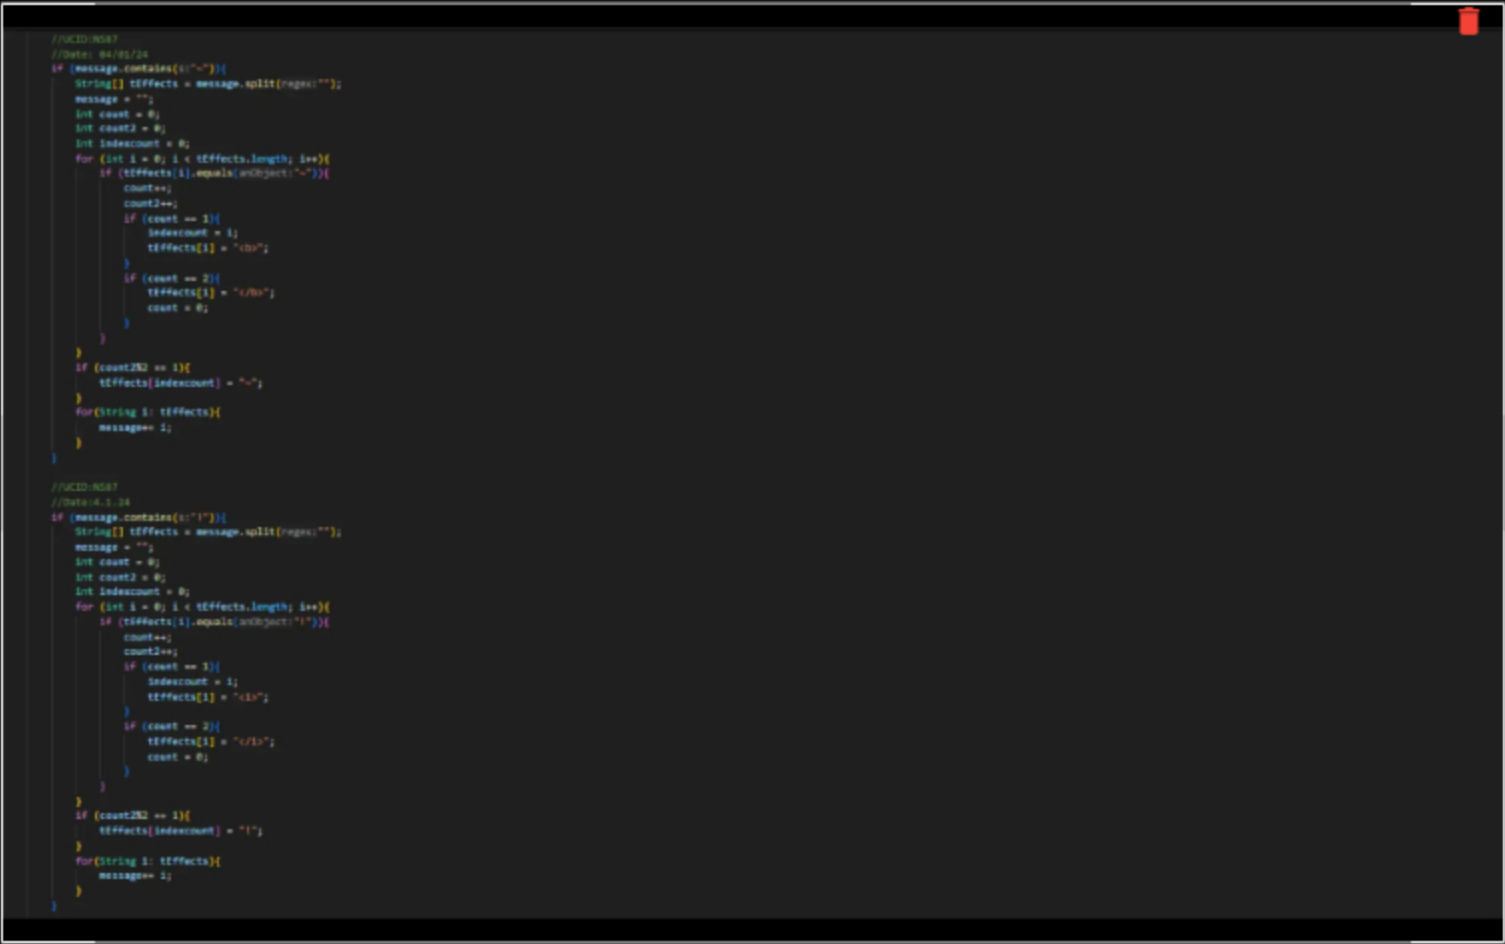 //UCID:NS87
//Date: 04/01/24
if (message.contains(s:"~")){
String[] tEffects = message.split(regex:"");
message = "";
int count = 0;
int count2 = 0;
int indexcount = 0;
for (int i = 0; i < tEffects.length; i++){
if (tEffects[i].equals(anObject:"~")){
count++;
count2++;
if (count == 1){
indexcount = i;
tEffects[i] = "<b>";
}
if (count == 2){
tEffects[i] = "</b>";
count = 0;
}
}
}
if (count2%2 == 1){
tEffects[indexcount] = "~";
}
for(String i: tEffects){
message+= i;
}
}
//UCID:NS87
//Date:4.1.24
if (message.contains(s:"!")){
String[] tEffects = message.split(regex:"");
message = "";
int count = 0;
int count2 = 0;
int indexcount = 0;
for (int i = 0; i < tEffects.length; i++){
if (tEffects[i].equals(anObject:"!")){
count++;
count2++;
if (count == 1){
indexcount = i;
tEffects[i] = "<i>";
}
if (count == 2){
tEffects[i] = "</i>";
count = 0;
}
}
}
if (count2%2 == 1){
tEffects[indexcount] = "!";
}
for(String i: tEffects){
message+= i;
}
}